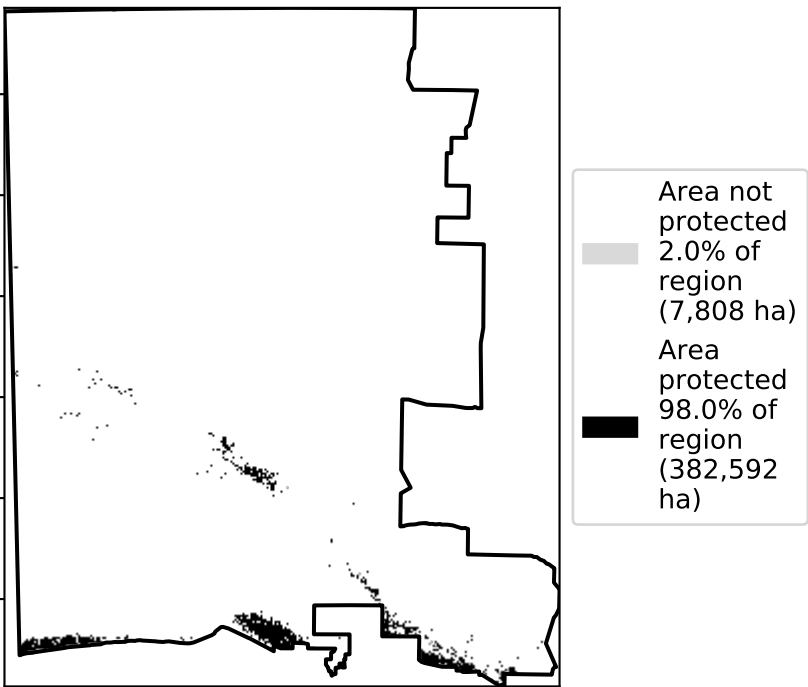 Area not
protected
2.0% of
region
(7,808 ha)
Area
protected
98.0% of
region
(382,592
ha)